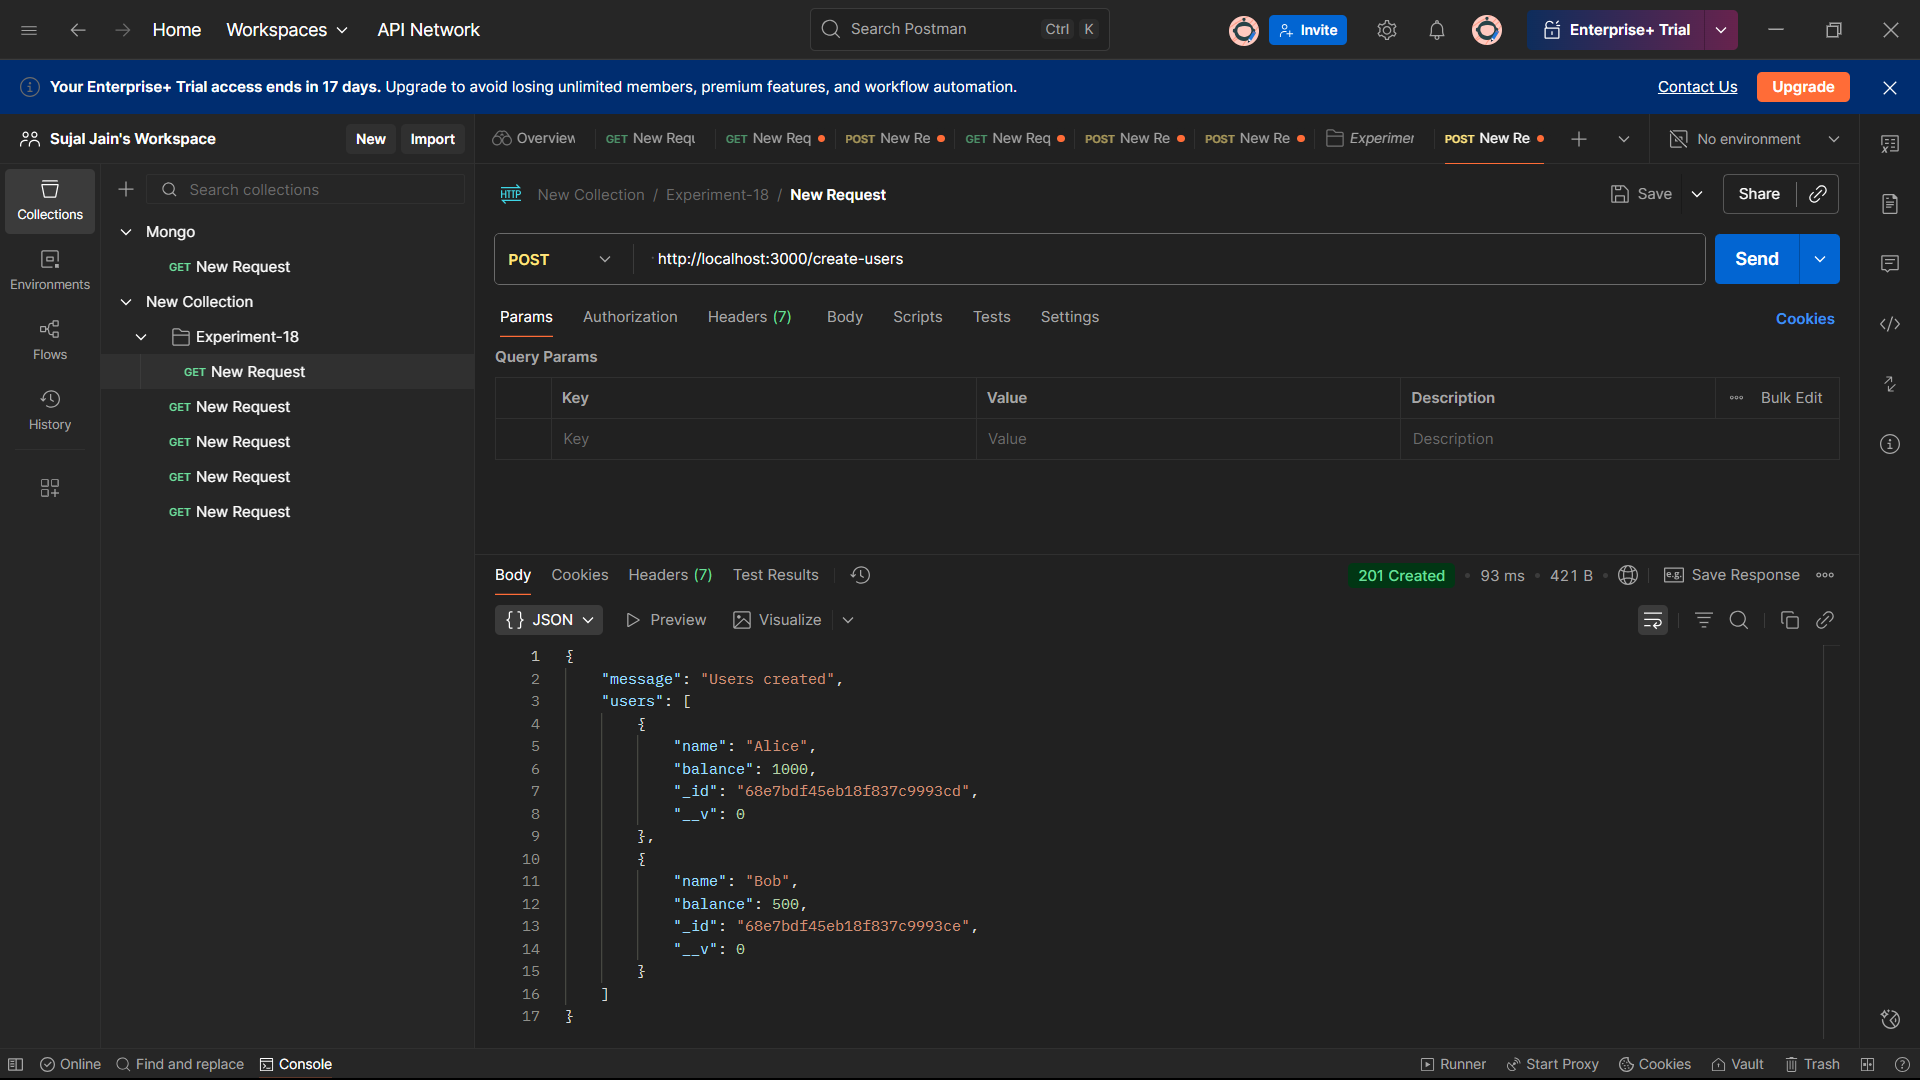 Home Workspaces API Network Search Postman Ctrl K Invite Enterprise+ Trial
Your Enterprise+ Trial access ends in 17 days. Upgrade to avoid losing unlimited members, premium features, and workflow automation. Contact Us Upgrade
Sujal Jain's Workspace New Import Overview GET New Requ GET New Req POST New Re GET New Req POST New Re POST New Re Experimer POST New Re No environment
Search collections
Collections
Environments
Flows
History
Mongo
GET New Request
New Collection
Experiment-18
GET New Request
GET New Request
GET New Request
GET New Request
GET New Request
HTTP New Collection / Experiment-18 / New Request Save Share
POST http://localhost:3000/create-users Send
Params Authorization Headers (7) Body Scripts Tests Settings Cookies
Query Params
Key Value Description Bulk Edit
Key Value Description
Body Cookies Headers (7) Test Results 201 Created 93 ms 421 B e.g. Save Response
{} JSON Preview Visualize
1 {
2 "message": "Users created",
3 "users": [
4 {
5 "name": "Alice",
6 "balance": 1000,
7 "_id": "68e7bdf45eb18f837c9993cd",
8 "__v": 0
9 },
10 {
11 "name": "Bob",
12 "balance": 500,
13 "_id": "68e7bdf45eb18f837c9993ce",
14 "__v": 0
15 }
16 ]
17 }
Online Find and replace Console Runner Start Proxy Cookies Vault Trash